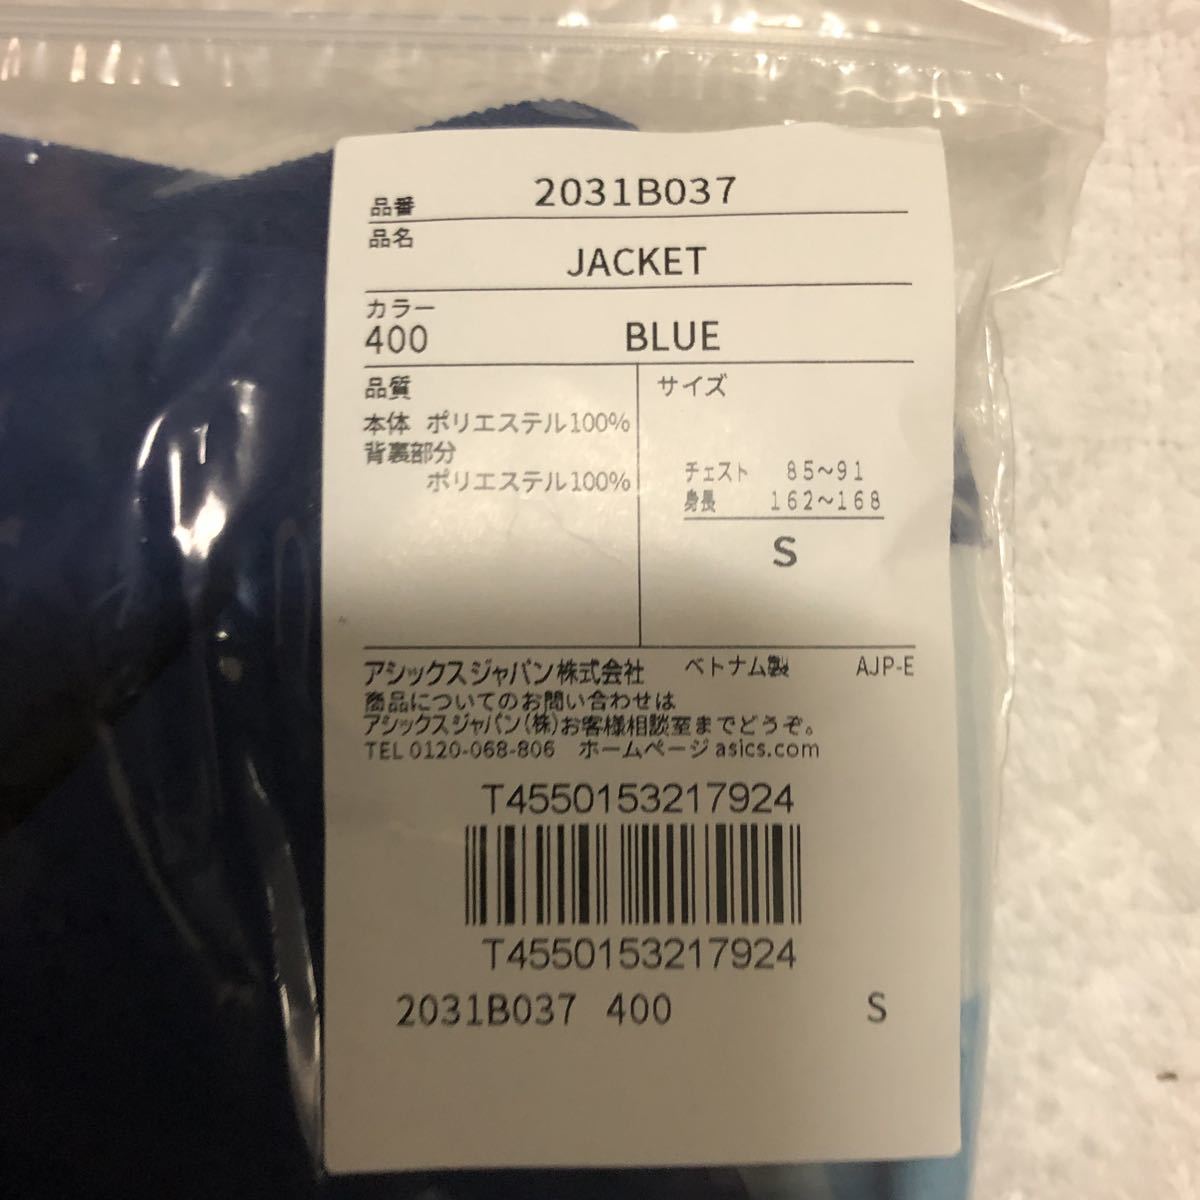 品番 2031B037
品名
JACKET
カラー
400 BLUE
品質
本体 ポリエステル100%
背裏部分
ポリエステル100%
サイズ
チェスト 85～91
身長 162～168
S
アシックスジャパン株式会社 ベトナム製 AJP-E
商品についてのお問い合わせは
アシックスジャパン(株)お客様相談室までどうぞ。
TEL 0120-068-806 ホームページ asics.com
T4550153217924
T4550153217924
2031B037 400 S